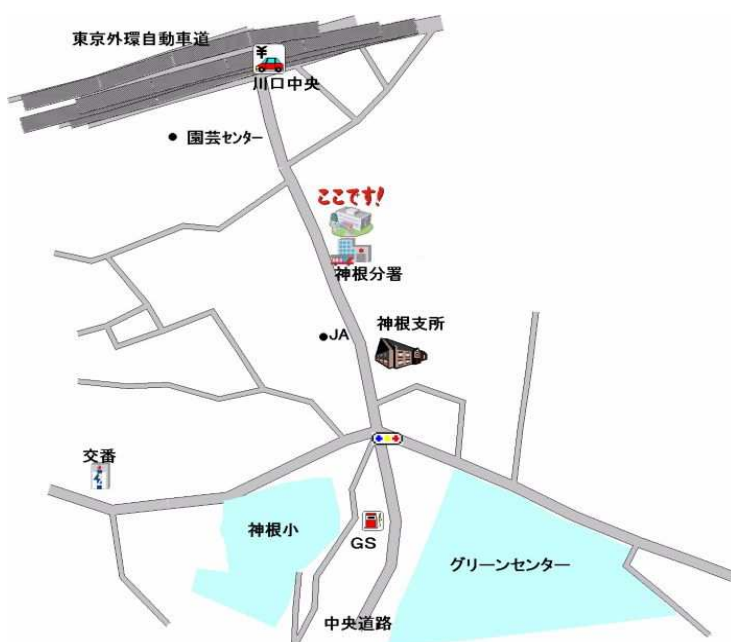 東京外環自動車道
¥
川口中央
園芸センター
ここです!
神根分署
神根支所
JA
交番
神根小
GS
グリーンセンター
中央道路